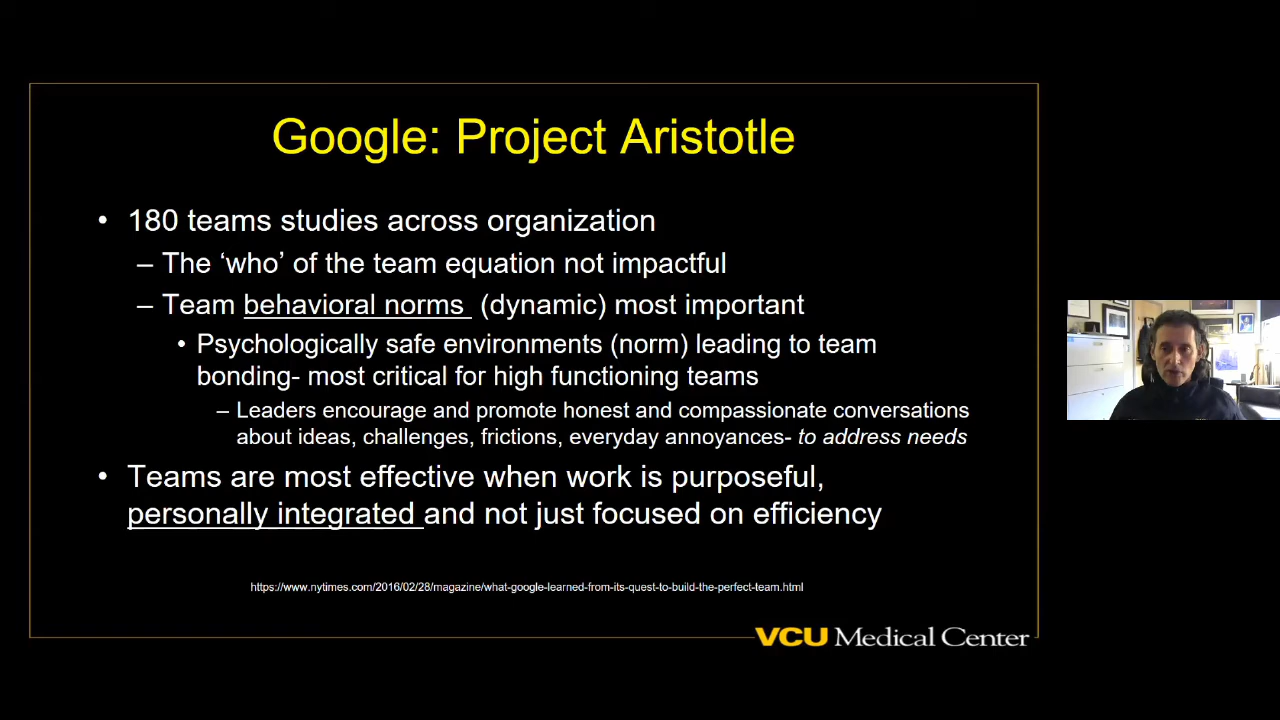 Google: Project Aristotle
• 180 teams studies across organization
– The ‘who’ of the team equation not impactful
– Team behavioral norms (dynamic) most important
• Psychologically safe environments (norm) leading to team
bonding- most critical for high functioning teams
– Leaders encourage and promote honest and compassionate conversations
about ideas, challenges, frictions, everyday annoyances- to address needs
• Teams are most effective when work is purposeful,
personally integrated and not just focused on efficiency
https://www.nytimes.com/2016/02/28/magazine/what-google-learned-from-its-quest-to-build-the-perfect-team.html
VCU Medical Center